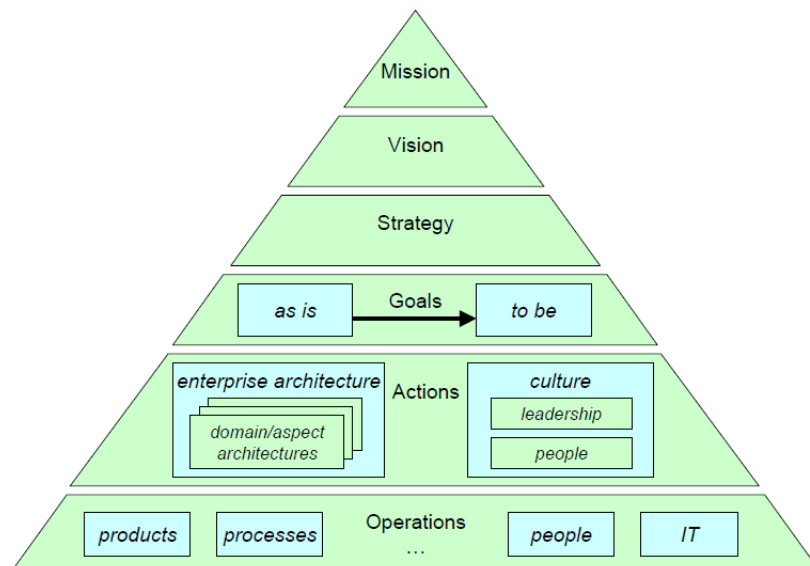 Mission
Vision
Strategy
Goals
as is
to be
enterprise architecture
Actions
culture
domain/aspect
architectures
leadership
people
Operations
products
processes
...
people
IT